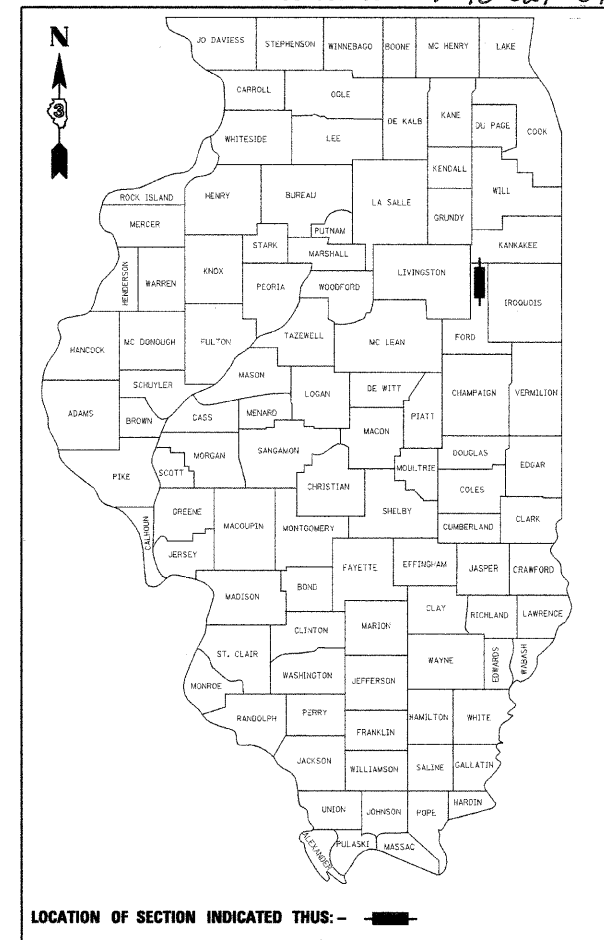 N
3
JO DAVIESS STEPHENSON WINNEBAGO BOONE MC HENRY LAKE
CARROLL OGLE DE KALB KANE DU PAGE COOK
WHITESIDE LEE KENDALL WILL
ROCK ISLAND HENRY BUREAU LA SALLE GRUNDY
MERCER PUTNAM KANKAKEE
STARK MARSHALL LIVINGSTON
HENDERSON WARREN KNOX PEORIA WOODFORD IROQUOIS
HANCOCK MC DONOUGH FULTON TAZEWELL MC LEAN FORD
SCHUYLER MASON DE WITT CHAMPAIGN VERMILION
ADAMS BROWN CASS MENARD LOGAN MACON PIATT
MORGAN SANGAMON MOULTRIE DOUGLAS EDGAR
PIKE SCOTT CHRISTIAN COLES
GREENE MACOUPIN MONTGOMERY SHELBY CUMBERLAND CLARK
CALHOUN JERSEY FAYETTE EFFINGHAM JASPER CRAWFORD
MADISON BOND CLAY RICHLAND LAWRENCE
CLINTON MARION
ST. CLAIR WAYNE EDWARDS WABASH
MONROE WASHINGTON JEFFERSON
RANDOLPH PERRY HAMILTON WHITE
FRANKLIN
JACKSON WILLIAMSON SALINE GALLATIN
UNION JOHNSON POPE HARDIN
ALEXANDER PULASKI MASSAC
LOCATION OF SECTION INDICATED THUS:-